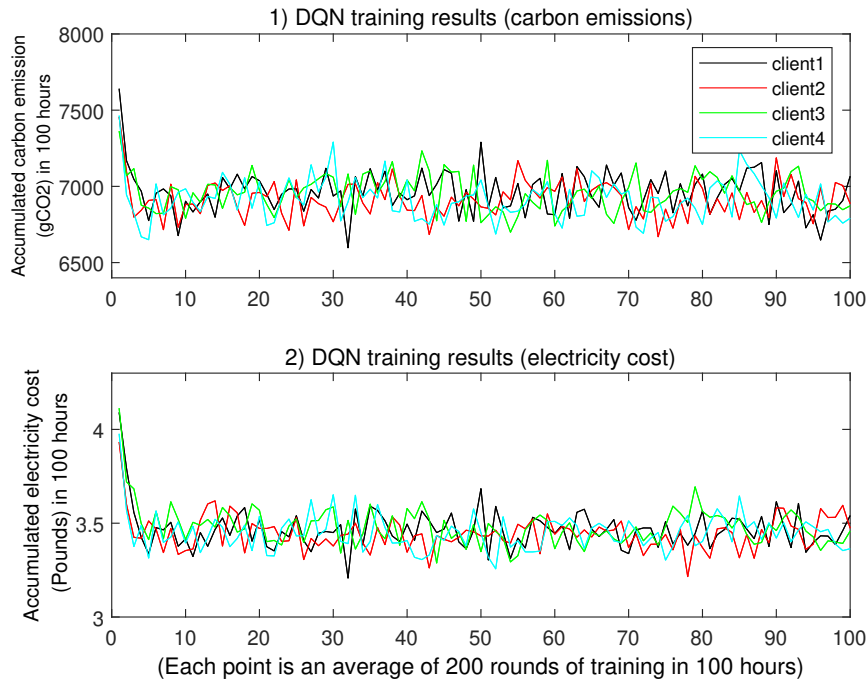 1) DQN training results (carbon emissions)
Accumulated carbon emission
(gCO2) in 100 hours
8000
7500
7000
6500
client1
client2
client3
client4
0 10 20 30 40 50 60 70 80 90 100
2) DQN training results (electricity cost)
Accumulated electricity cost
(Pounds) in 100 hours
4
3.5
3
0 10 20 30 40 50 60 70 80 90 100
(Each point is an average of 200 rounds of training in 100 hours)